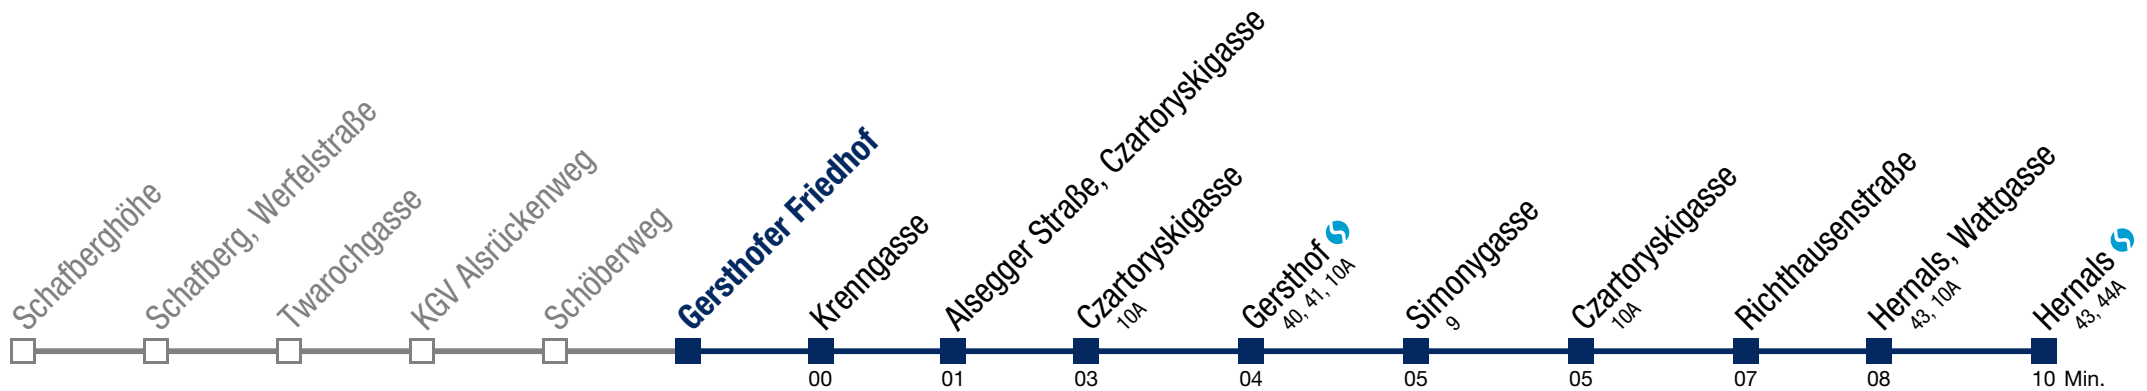 Schafberghöhe
Schafberg, Werfelstraße
Twarochgasse
KGV Alsrückenweg
Schöberweg
Gersthofer Friedhof
Krenngasse
Alsegger Straße, Czartoryskigasse
Czartoryskigasse
10A
Gersthof
40, 41, 10A
Simonygasse
9
Czartoryskigasse
10A
Richthausenstraße
Hernals, Wattgasse
43, 10A
Hernals
43, 44A
00 01 03 04 05 05 07 08 10 Min.